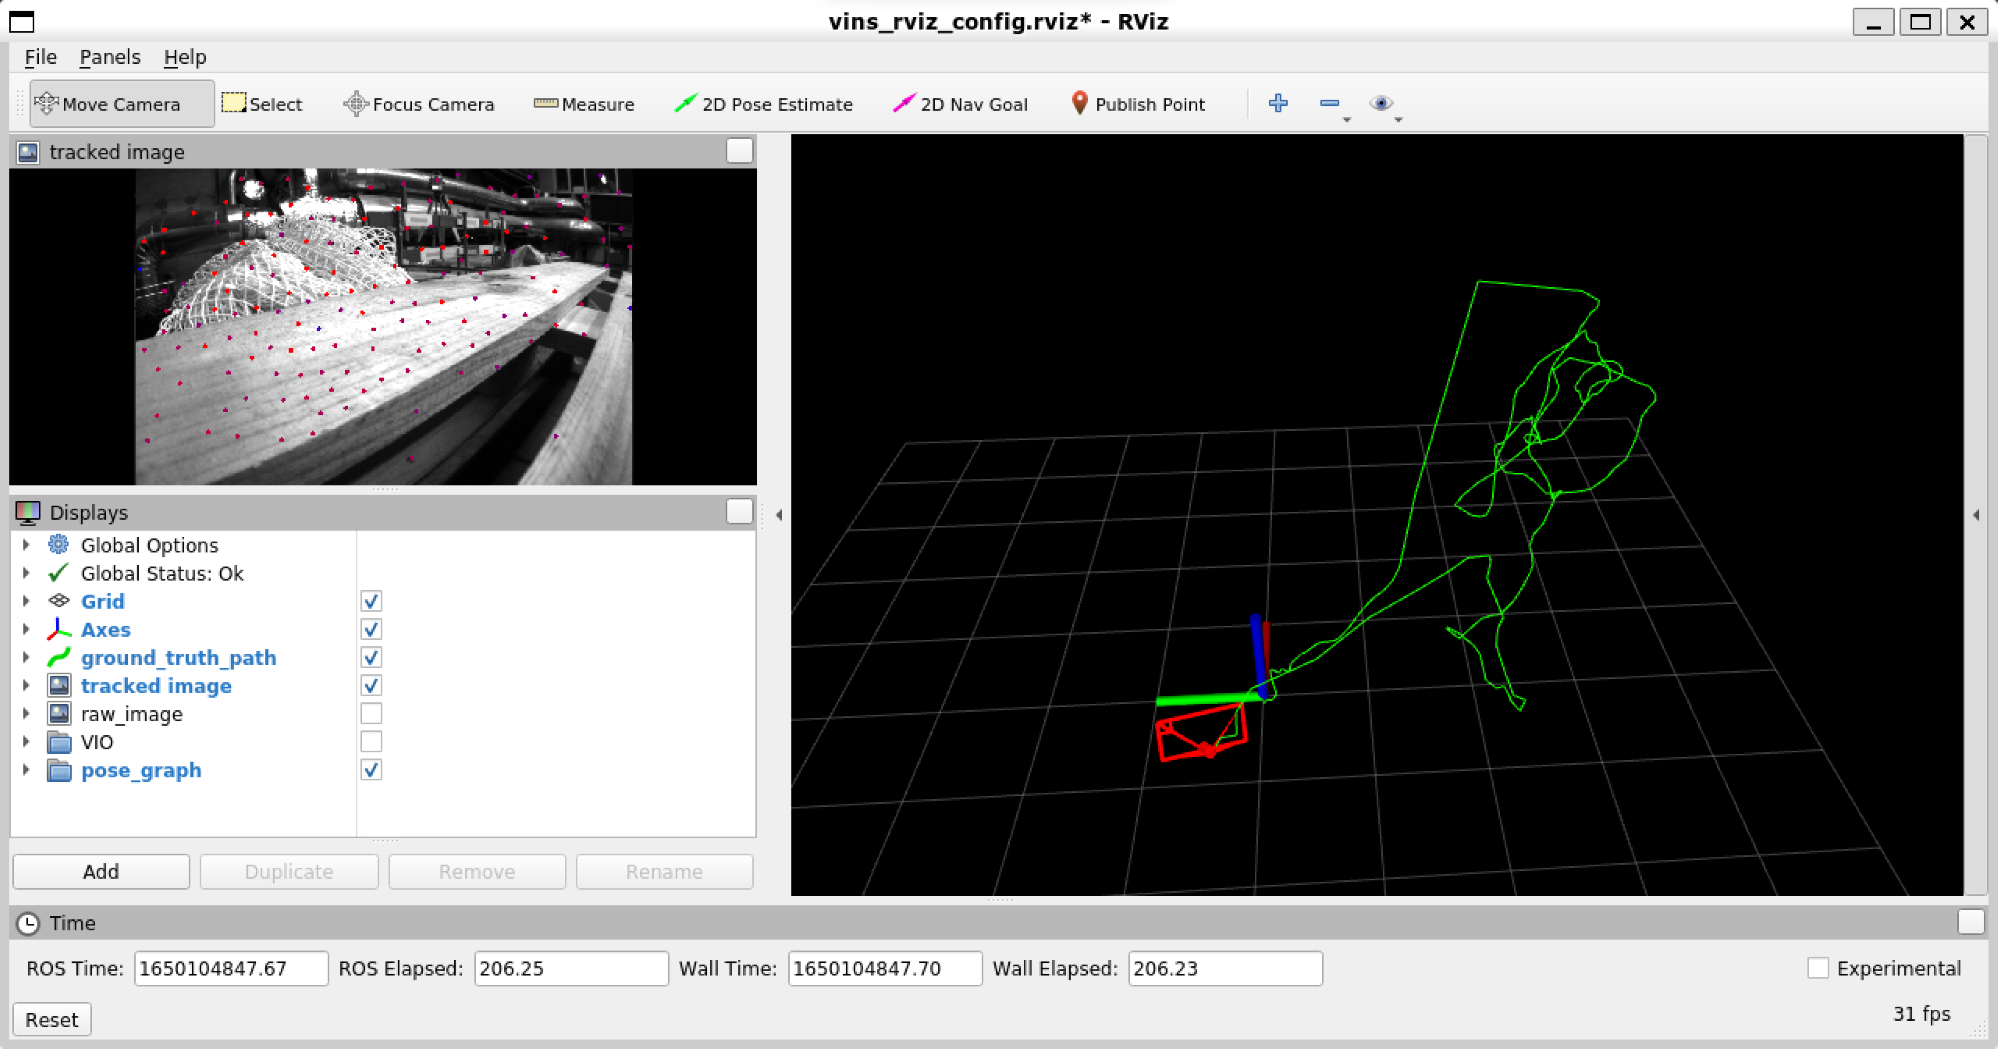 vins_rviz_config.rviz* - RViz
File Panels Help
Move Camera Select Focus Camera Measure 2D Pose Estimate 2D Nav Goal Publish Point
tracked image
Displays
Global Options
Global Status: Ok
Grid
Axes
ground_truth_path
tracked image
raw_image
VIO
pose_graph
Add Duplicate Remove Rename
Time
ROS Time: 1650104847.67 ROS Elapsed: 206.25 Wall Time: 1650104847.70 Wall Elapsed: 206.23 Experimental
Reset 31 fps